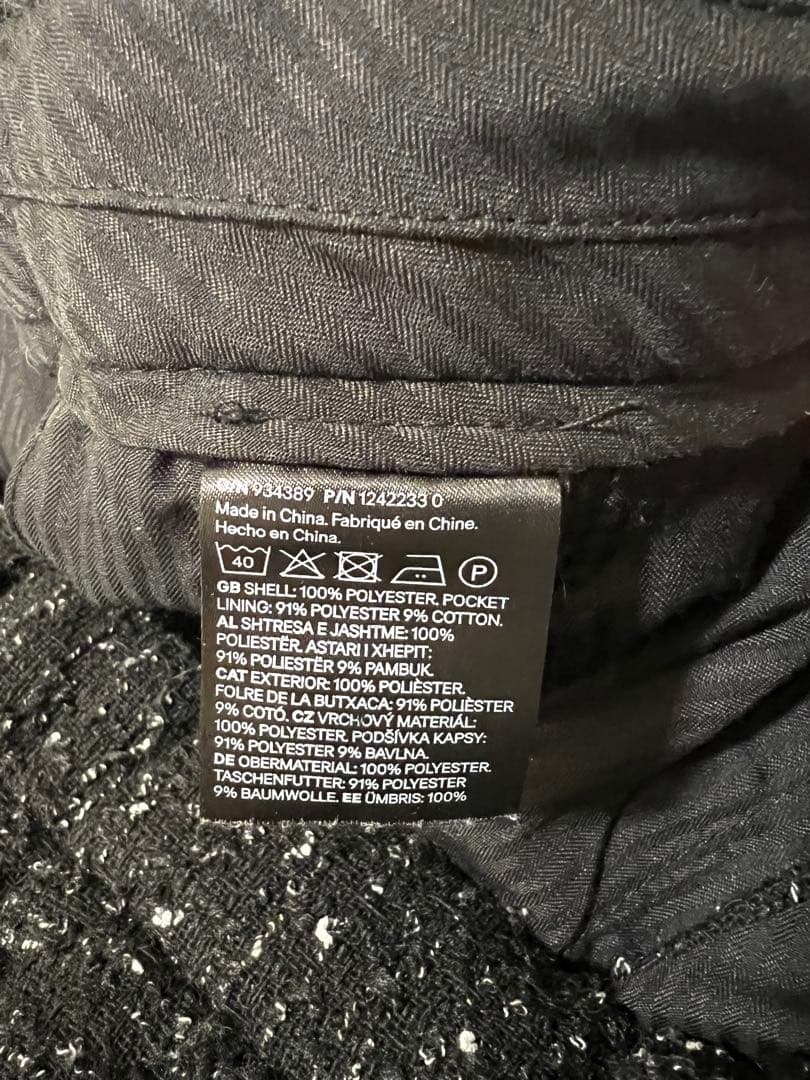 O/N 934389 P/N 1242233 0
Made in China. Fabriqué en Chine.
Hecho en China.
40 P
GB SHELL: 100% POLYESTER. POCKET
LINING: 91% POLYESTER 9% COTTON.
AL SHTRESA E JASHTME: 100%
POLIESTËR. ASTARI I XHEPIT:
91% POLIESTËR 9% PAMBUK.
CAT EXTERIOR: 100% POLIÈSTER.
FOLRE DE LA BUTXACA: 91% POLIÈSTER
9% COTÓ. CZ VRCHOVÝ MATERIÁL:
100% POLYESTER. PODŠÍVKA KAPSY:
91% POLYESTER 9% BAVLNA.
DE OBERMATERIAL: 100% POLYESTER.
TASCHENFUTTER: 91% POLYESTER
9% BAUMWOLLE. EE ÜMBRIS: 100%